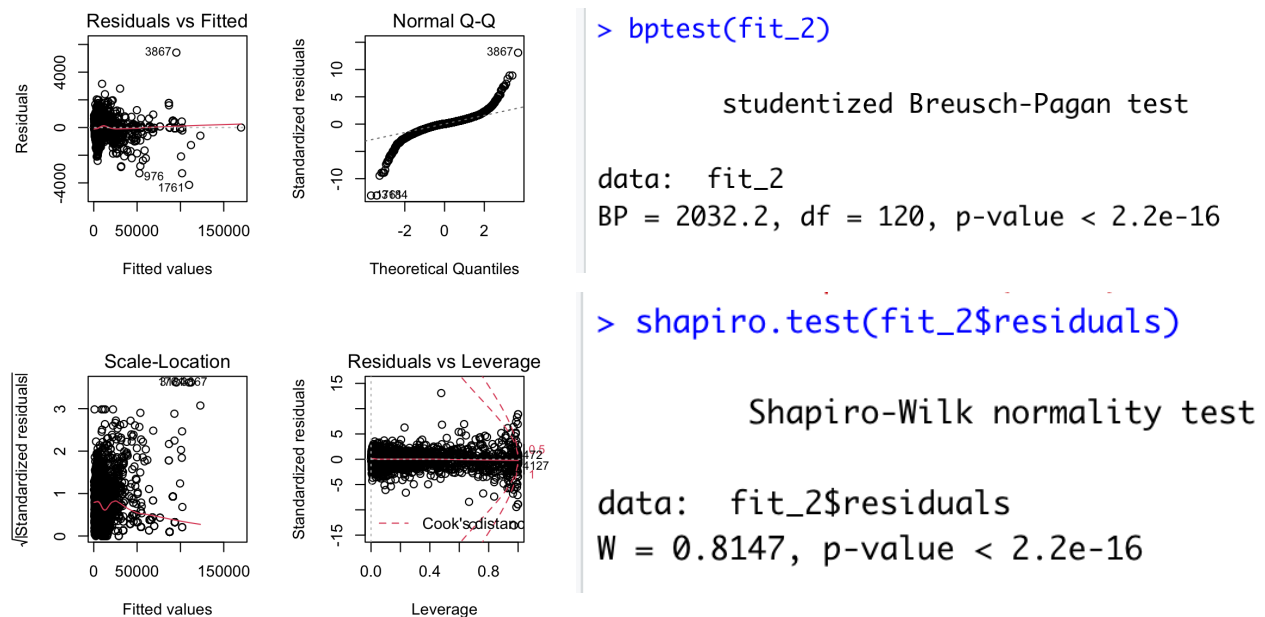 Residuals vs Fitted
3867
Residuals
4000
0
-4000
976
1761
0 50000 150000
Fitted values
Normal Q-Q
3867
Standardized residuals
10
5
0
-10
-2 0 2
Theoretical Quantiles
> bptest(fit_2)
studentized Breusch-Pagan test
data: fit_2
BP = 2032.2, df = 120, p-value < 2.2e-16
Scale-Location
√|Standardized residuals|
3
2
1
0
0 50000 150000
Fitted values
Residuals vs Leverage
Standardized residuals
15
5
0
-5
-15
0.5
1
472
4127
Cook's distanc
0.0 0.4 0.8
Leverage
> shapiro.test(fit_2$residuals)
Shapiro-Wilk normality test
data: fit_2$residuals
W = 0.8147, p-value < 2.2e-16